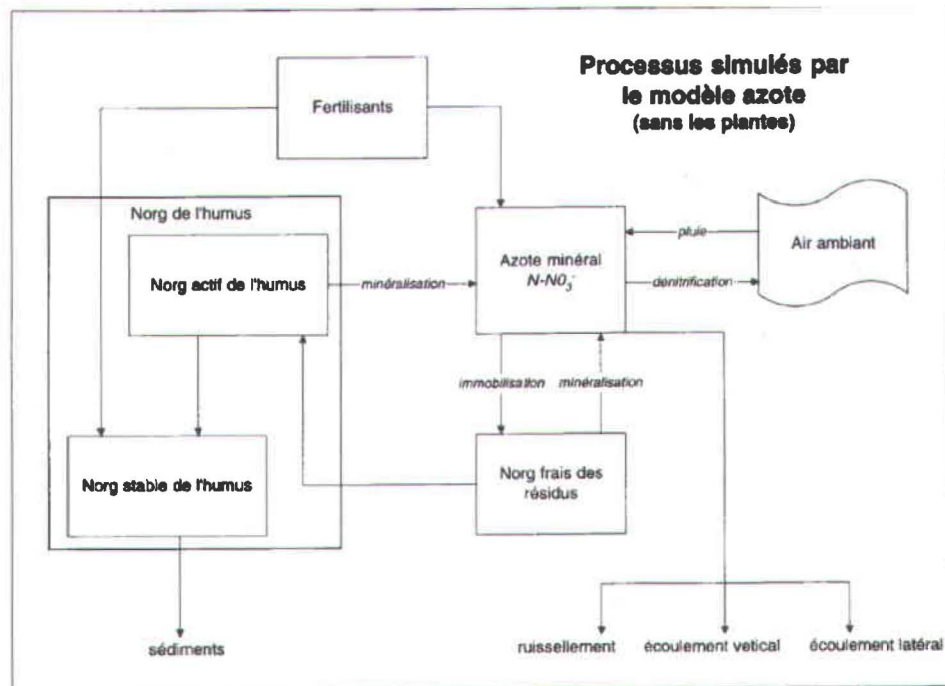 Processus simulés par
le modèle azote
(sans les plantes)
Fertilisants
Norg de l'humus
Norg actif de l'humus
minéralisation
Azote minéral
N-N0₃⁻
pluie
dénitrification
Air ambiant
immobilisation
minéralisation
Norg stable de l'humus
Norg frais des
résidus
sédiments
ruissellement
écoulement vetical
écoulement latéral